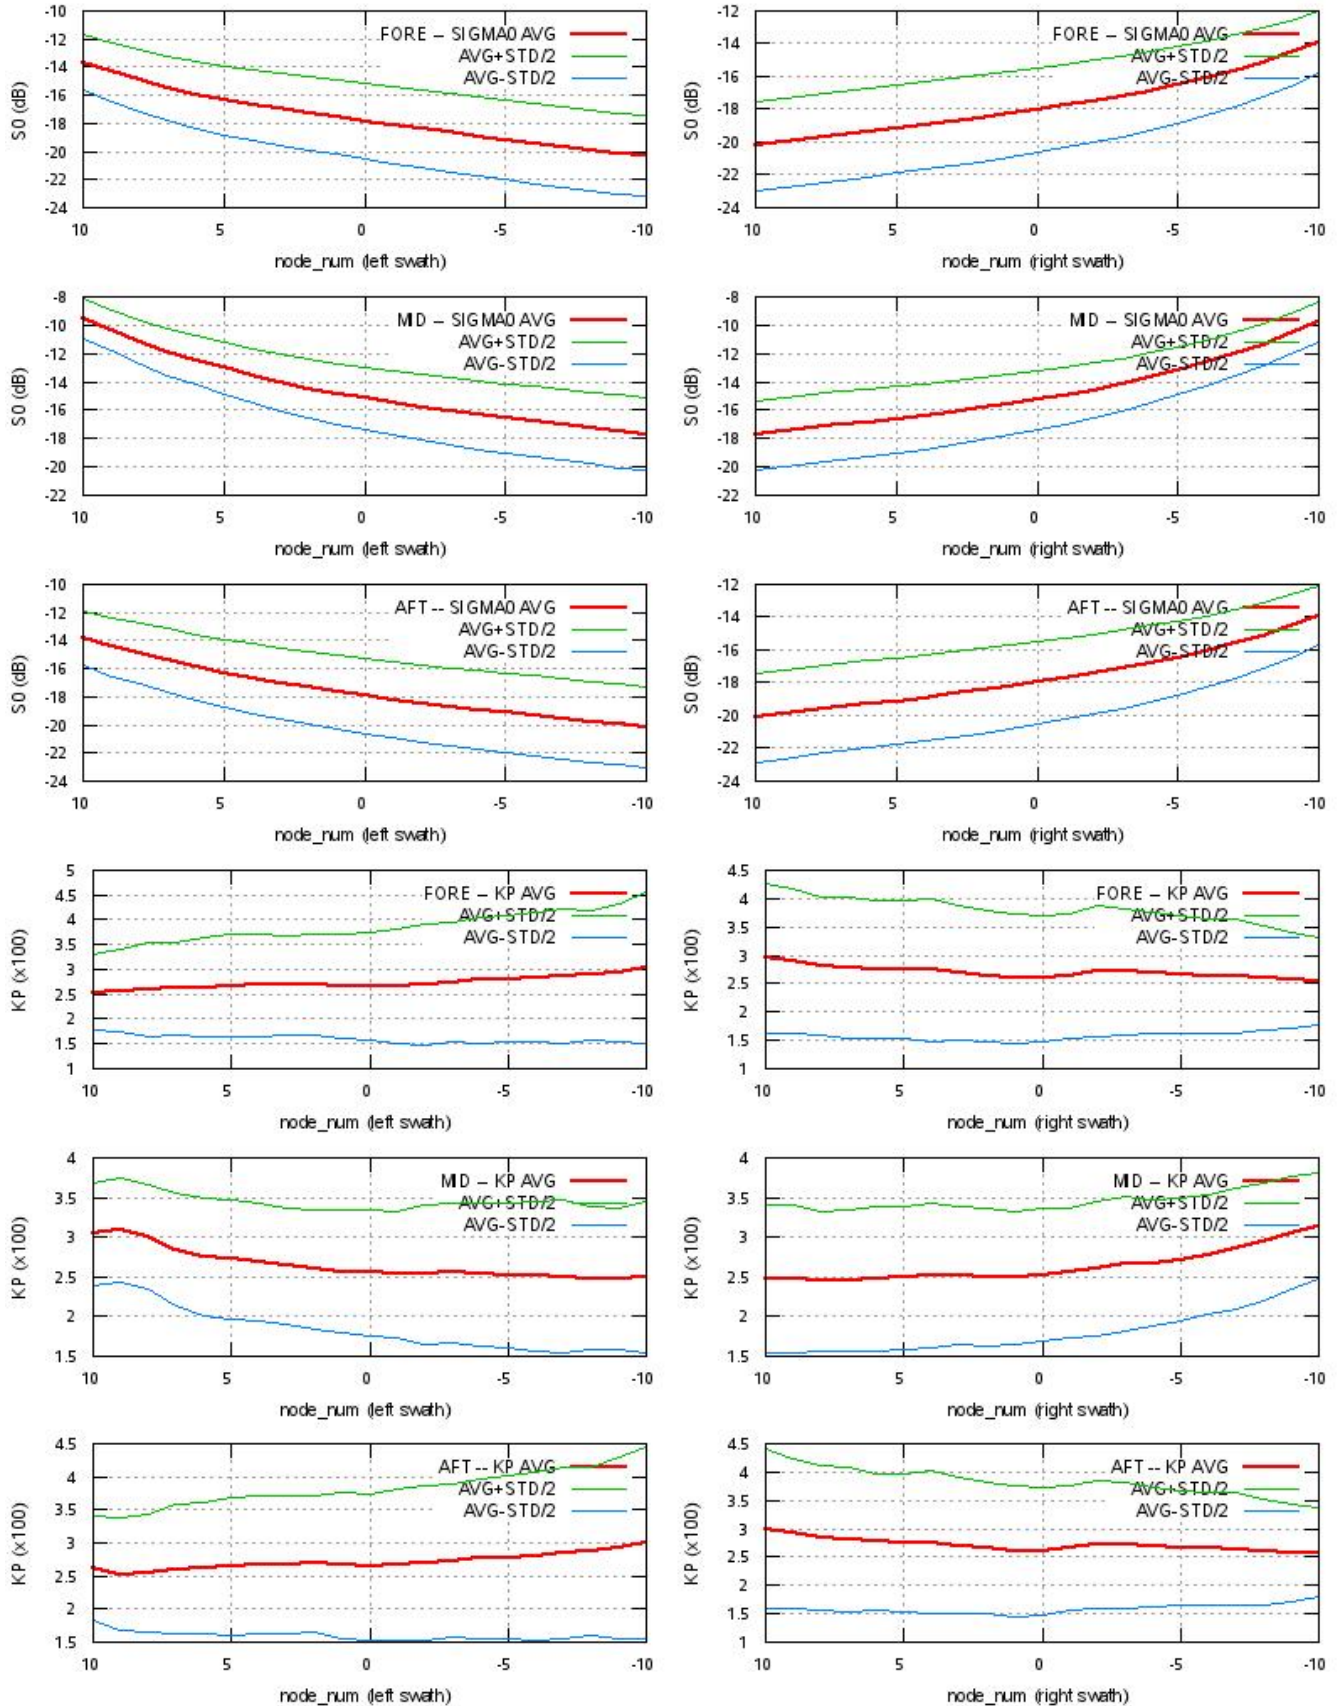 -10
-12
-14
-16
-18
-20
-22
-24
S0 (dB)
FORE -- SIGMA0 AVG
AVG+STD/2
AVG-STD/2
10 5 0 -5 -10
node_num (left swath)
-12
-14
-16
-18
-20
-22
-24
S0 (dB)
FORE -- SIGMA0 AVG
AVG+STD/2
AVG-STD/2
10 5 0 -5 -10
node_num (right swath)
-8
-10
-12
-14
-16
-18
-20
-22
S0 (dB)
MID -- SIGMA0 AVG
AVG+STD/2
AVG-STD/2
10 5 0 -5 -10
node_num (left swath)
-8
-10
-12
-14
-16
-18
-20
-22
S0 (dB)
MID -- SIGMA0 AVG
AVG+STD/2
AVG-STD/2
10 5 0 -5 -10
node_num (right swath)
-10
-12
-14
-16
-18
-20
-22
-24
S0 (dB)
AFT -- SIGMA0 AVG
AVG+STD/2
AVG-STD/2
10 5 0 -5 -10
node_num (left swath)
-12
-14
-16
-18
-20
-22
-24
S0 (dB)
AFT -- SIGMA0 AVG
AVG+STD/2
AVG-STD/2
10 5 0 -5 -10
node_num (right swath)
5
4.5
4
3.5
3
2.5
2
1.5
1
KP (x100)
FORE -- KP AVG
AVG+STD/2
AVG-STD/2
10 5 0 -5 -10
node_num (left swath)
4.5
4
3.5
3
2.5
2
1.5
1
KP (x100)
FORE -- KP AVG
AVG+STD/2
AVG-STD/2
10 5 0 -5 -10
node_num (right swath)
4
3.5
3
2.5
2
1.5
KP (x100)
MID -- KP AVG
AVG+STD/2
AVG-STD/2
10 5 0 -5 -10
node_num (left swath)
4
3.5
3
2.5
2
1.5
KP (x100)
MID -- KP AVG
AVG+STD/2
AVG-STD/2
10 5 0 -5 -10
node_num (right swath)
4.5
4
3.5
3
2.5
2
1.5
KP (x100)
AFT -- KP AVG
AVG+STD/2
AVG-STD/2
10 5 0 -5 -10
node_num (left swath)
4.5
4
3.5
3
2.5
2
1.5
1
KP (x100)
AFT -- KP AVG
AVG+STD/2
AVG-STD/2
10 5 0 -5 -10
node_num (right swath)